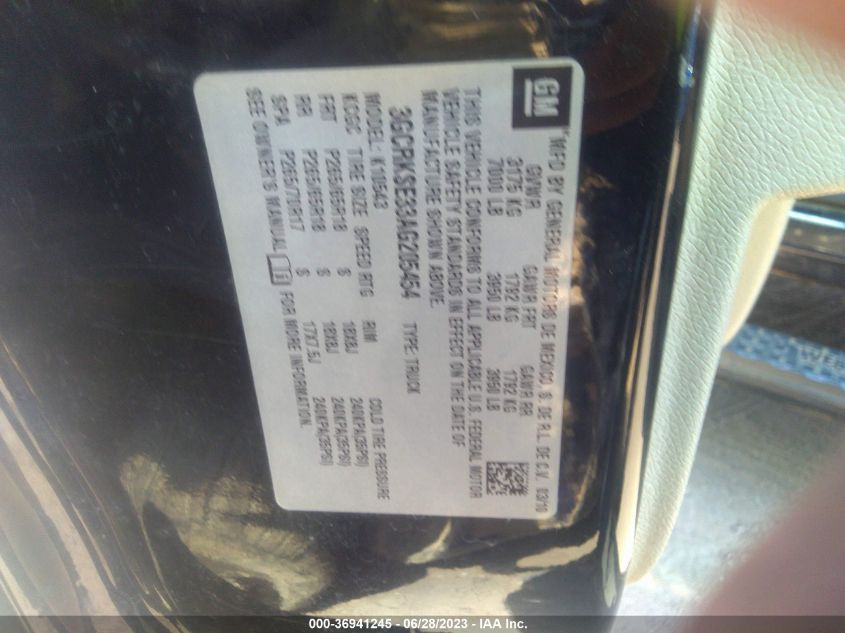 GM
MFD BY GENERAL MOTORS DE MEXICO, S. DE R.L. DE C.V. 03/10
GVWR GAWR FRT GAWR RR
3175 KG 1792 KG 1792 KG
7000 LB 3950 LB 3950 LB
THIS VEHICLE CONFORMS TO ALL APPLICABLE U.S. FEDERAL MOTOR
VEHICLE SAFETY STANDARDS IN EFFECT ON THE DATE OF
MANUFACTURE SHOWN ABOVE.
3GCRKSE33AG205454 TYPE: TRUCK
MODEL: K10543
KCGC TIRE SIZE SPEED RTG RIM COLD TIRE PRESSURE
FRT P265/65R18 S 18X8J 240KPA(35PSI)
RR P265/65R18 S 18X8J 240KPA(35PSI)
SPA P265/70R17 S 17X7.5J 240KPA(35PSI)
SEE OWNER'S MANUAL FOR MORE INFORMATION.
000-36941245 - 06/28/2023 - © IAA Inc.